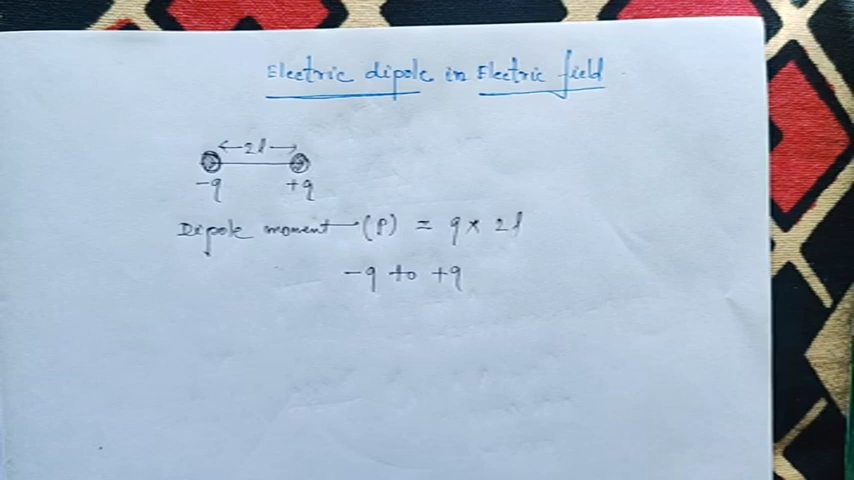 Electric dipole in Electric field
←2l→
-q +q
Dipole moment → (P) = q × 2l
-q to +q